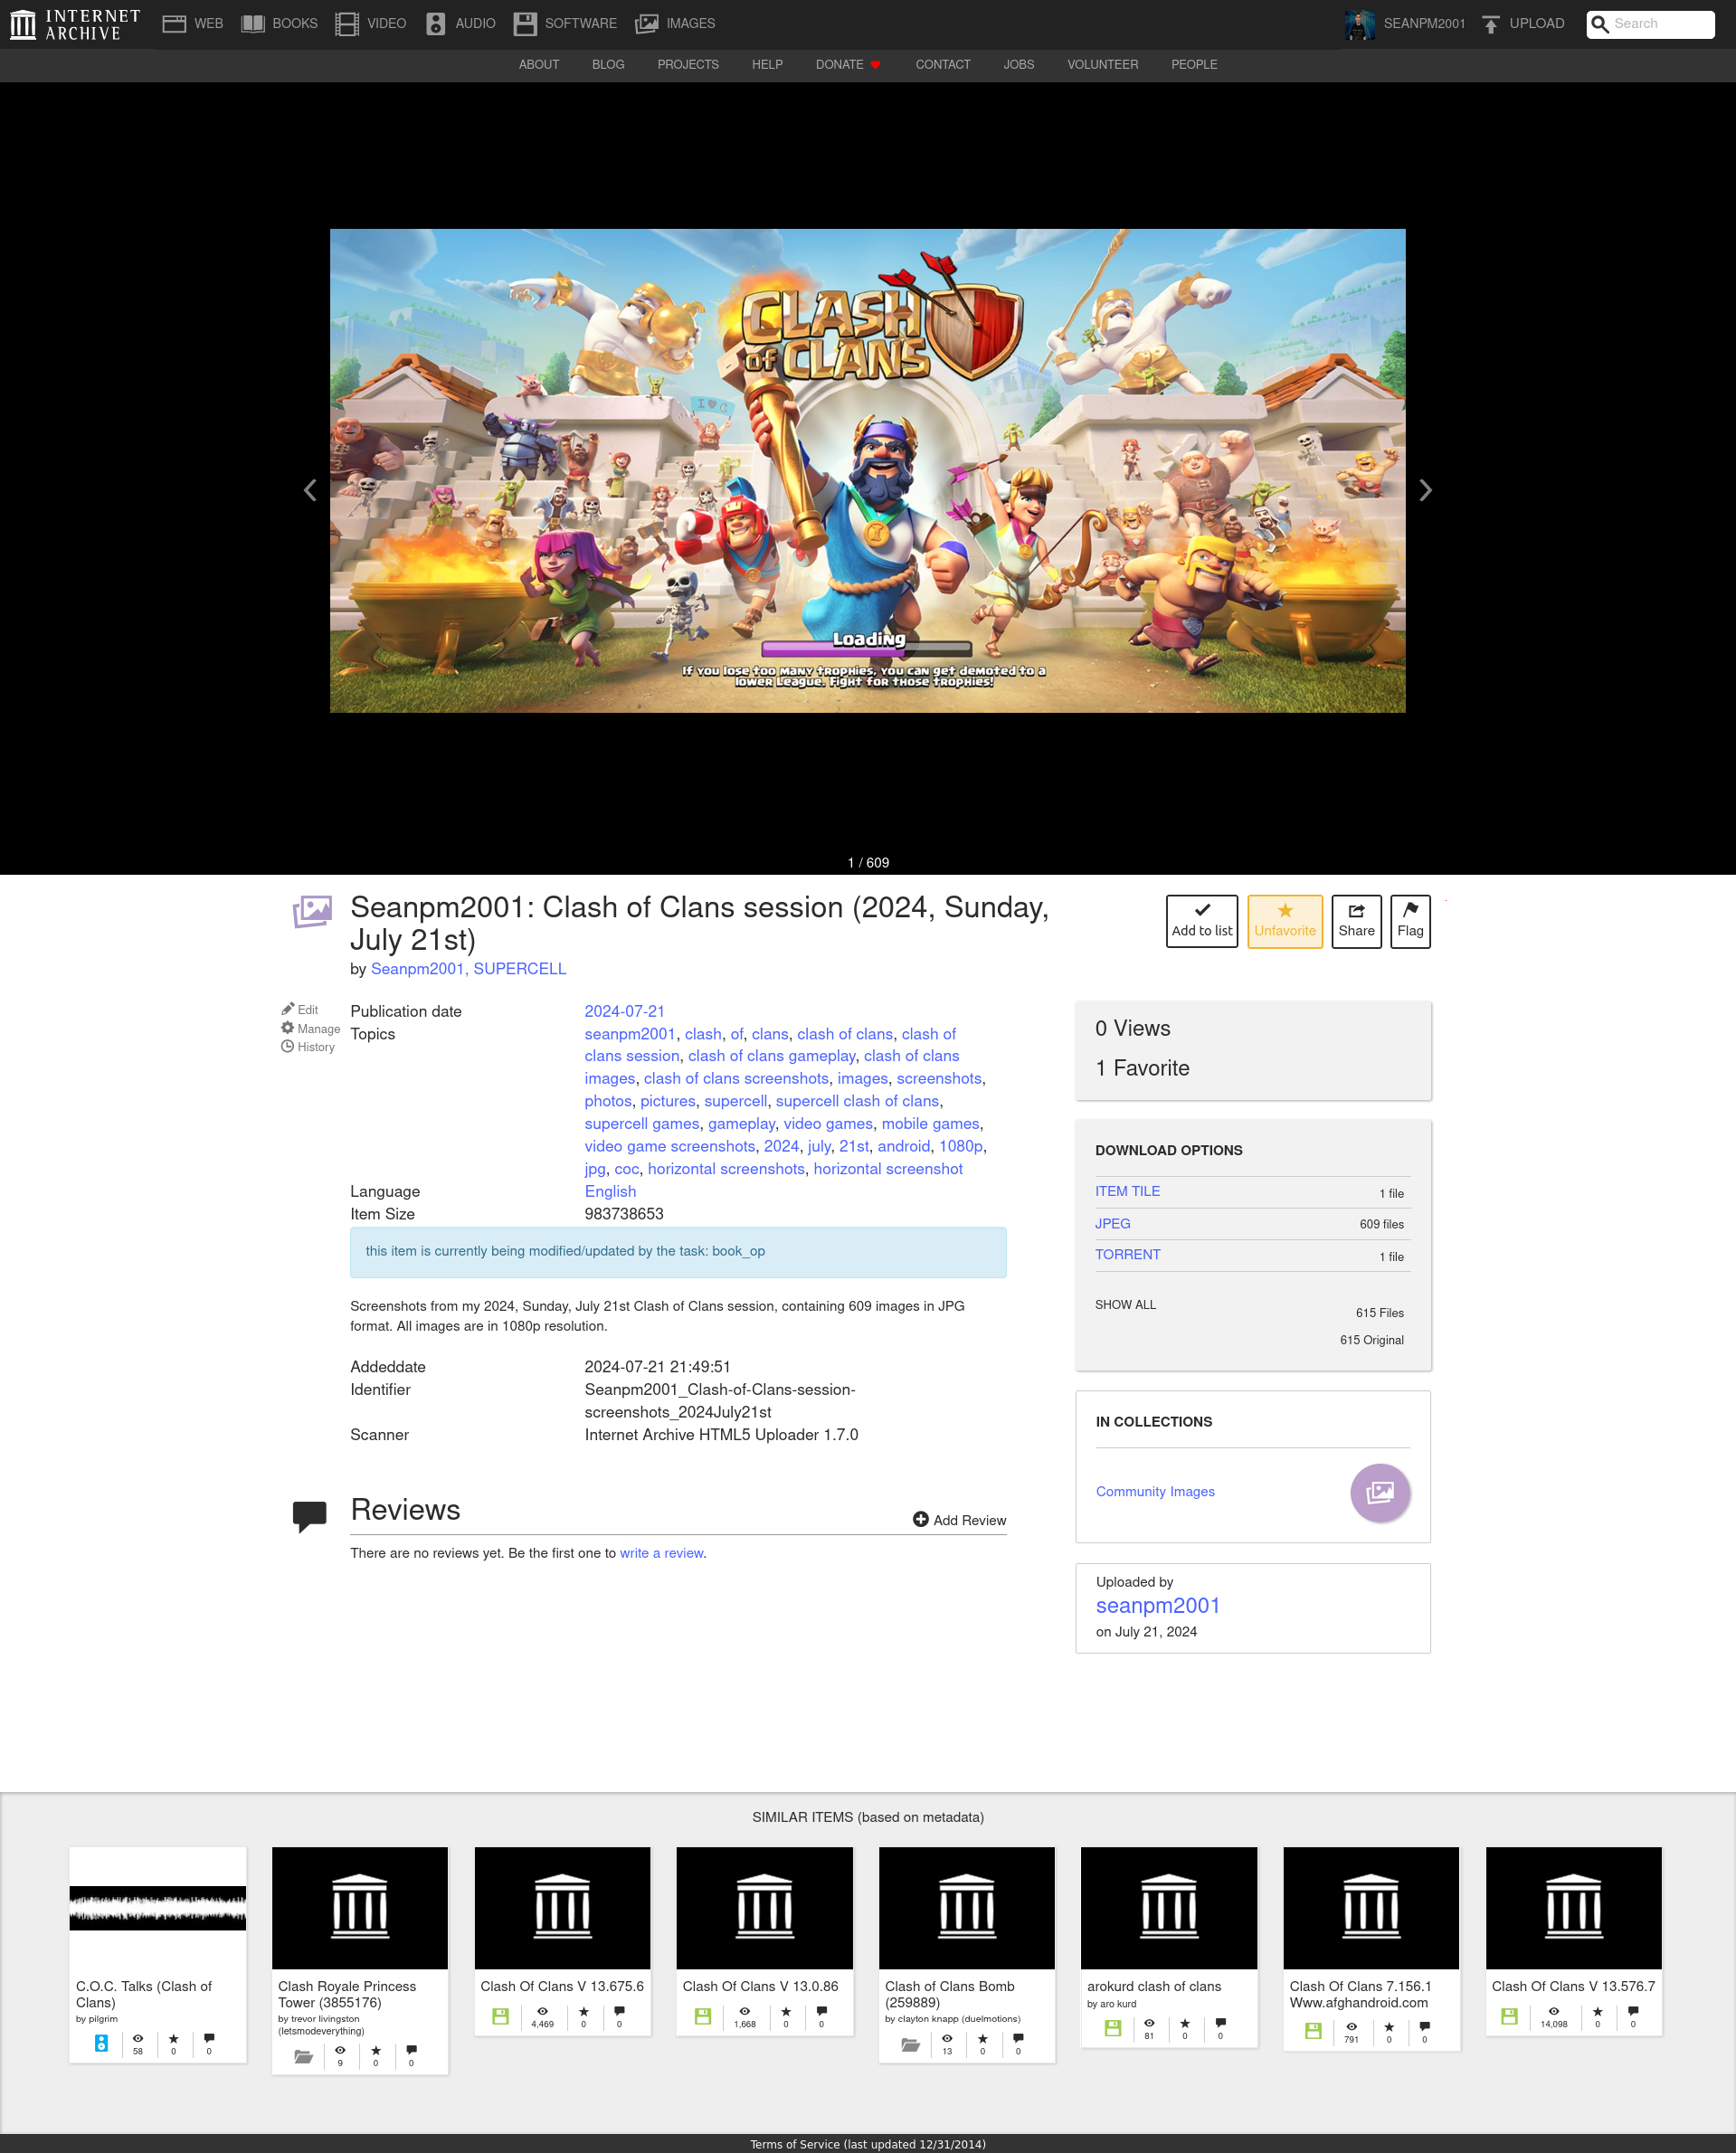 INTERNET
ARCHIVE
WEB
BOOKS
VIDEO
AUDIO
SOFTWARE
IMAGES
SEANPM2001
UPLOAD
Search
ABOUT
BLOG
PROJECTS
HELP
DONATE
CONTACT
JOBS
VOLUNTEER
PEOPLE
CLASH
OF CLANS
I ♥ C
Loading
If you lose too many trophies, you can get demoted to a
lower League. Fight for those trophies!
1 / 609
Seanpm2001: Clash of Clans session (2024, Sunday,
July 21st)
by Seanpm2001, SUPERCELL
Add to list
Unfavorite
Share
Flag
Edit
Manage
History
Publication date 2024-07-21
Topics seanpm2001, clash, of, clans, clash of clans, clash of
clans session, clash of clans gameplay, clash of clans
images, clash of clans screenshots, images, screenshots,
photos, pictures, supercell, supercell clash of clans,
supercell games, gameplay, video games, mobile games,
video game screenshots, 2024, july, 21st, android, 1080p,
jpg, coc, horizontal screenshots, horizontal screenshot
Language English
Item Size 983738653
this item is currently being modified/updated by the task: book_op
Screenshots from my 2024, Sunday, July 21st Clash of Clans session, containing 609 images in JPG
format. All images are in 1080p resolution.
Addeddate 2024-07-21 21:49:51
Identifier Seanpm2001_Clash-of-Clans-session-
screenshots_2024July21st
Scanner Internet Archive HTML5 Uploader 1.7.0
Reviews
Add Review
There are no reviews yet. Be the first one to write a review.
0 Views
1 Favorite
DOWNLOAD OPTIONS
ITEM TILE 1 file
JPEG 609 files
TORRENT 1 file
SHOW ALL 615 Files
615 Original
IN COLLECTIONS
Community Images
Uploaded by
seanpm2001
on July 21, 2024
SIMILAR ITEMS (based on metadata)
C.O.C. Talks (Clash of
Clans)
by pilgrim
58 0 0
Clash Royale Princess
Tower (3855176)
by trevor livingston
(letsmodeverything)
9 0 0
Clash Of Clans V 13.675.6
4,469 0 0
Clash Of Clans V 13.0.86
1,668 0 0
Clash of Clans Bomb
(259889)
by clayton knapp (duelmotions)
13 0 0
arokurd clash of clans
by aro kurd
81 0 0
Clash Of Clans 7.156.1
Www.afghandroid.com
791 0 0
Clash Of Clans V 13.576.7
14,098 0 0
Terms of Service (last updated 12/31/2014)